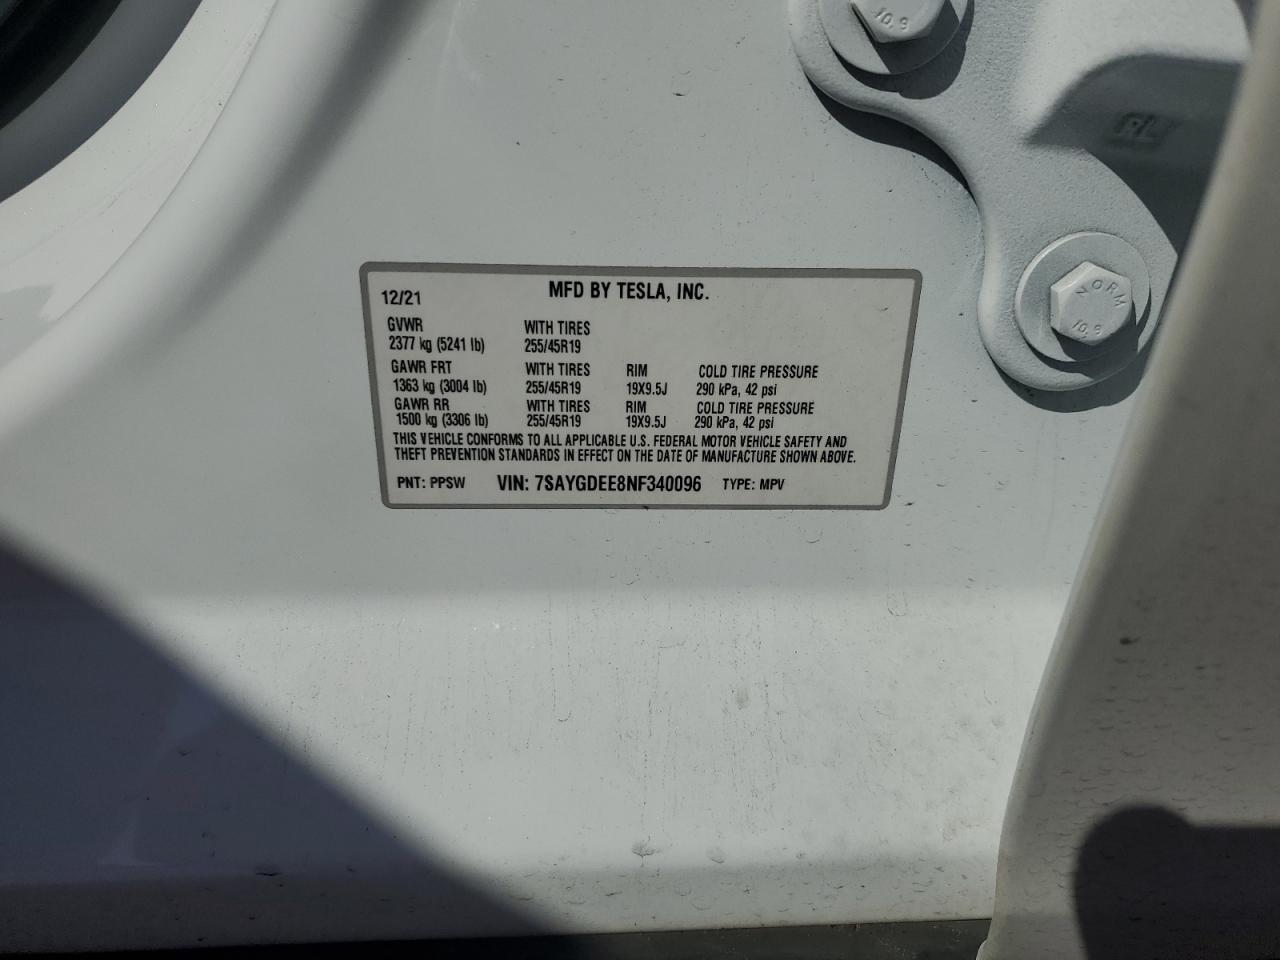 10.9
RL
NORM
10.9
12/21 MFD BY TESLA, INC.
GVWR WITH TIRES
2377 kg (5241 lb) 255/45R19
GAWR FRT WITH TIRES RIM COLD TIRE PRESSURE
1363 kg (3004 lb) 255/45R19 19X9.5J 290 kPa, 42 psi
GAWR RR WITH TIRES RIM COLD TIRE PRESSURE
1500 kg (3306 lb) 255/45R19 19X9.5J 290 kPa, 42 psi
THIS VEHICLE CONFORMS TO ALL APPLICABLE U.S. FEDERAL MOTOR VEHICLE SAFETY AND
THEFT PREVENTION STANDARDS IN EFFECT ON THE DATE OF MANUFACTURE SHOWN ABOVE.
PNT: PPSW VIN: 7SAYGDEE8NF340096 TYPE: MPV